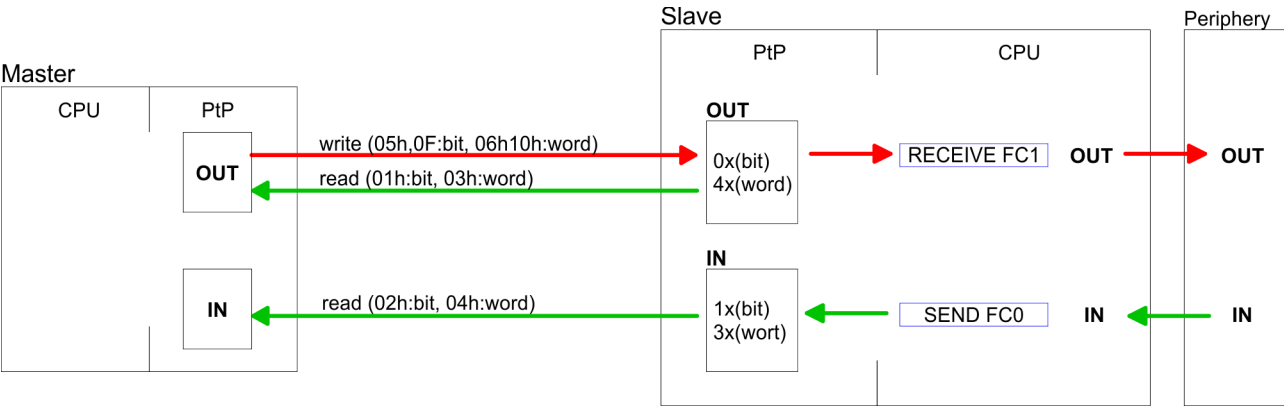 Slave
Periphery
PtP
CPU
Master
CPU
PtP
OUT
write (05h,0F:bit, 06h10h:word)
OUT
0x(bit)
RECEIVE FC1
OUT
OUT
read (01h:bit, 03h:word)
4x(word)
IN
IN
read (02h:bit, 04h:word)
1x(bit)
SEND FC0
IN
IN
3x(wort)